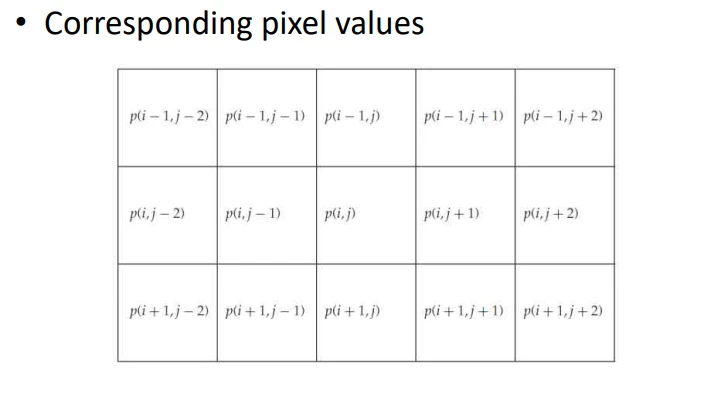 • Corresponding pixel values
p(i − 1, j − 2) p(i − 1, j − 1) p(i − 1, j) p(i − 1, j + 1) p(i − 1, j + 2)
p(i, j − 2) p(i, j − 1) p(i, j) p(i, j + 1) p(i, j + 2)
p(i + 1, j − 2) p(i + 1, j − 1) p(i + 1, j) p(i + 1, j + 1) p(i + 1, j + 2)